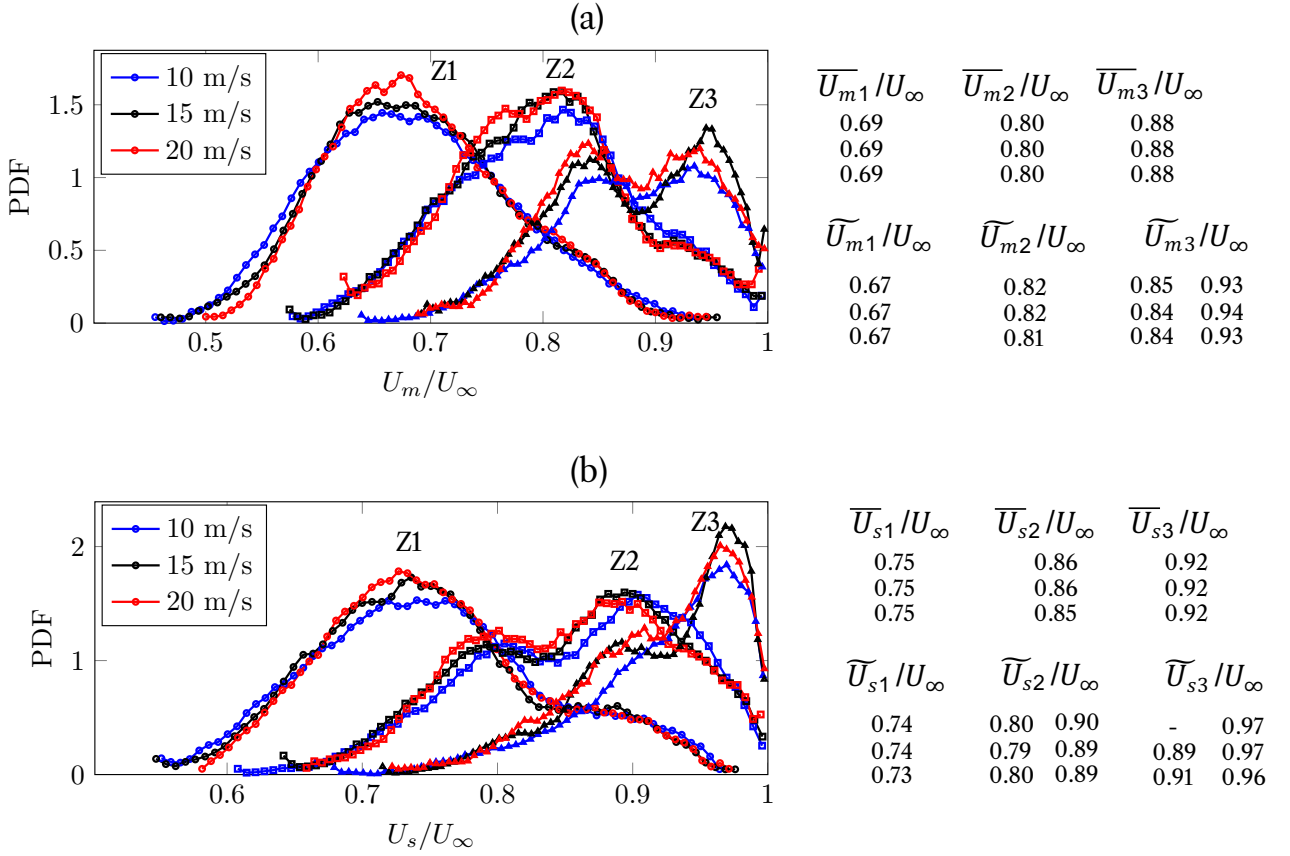 (a)
PDF
1.5
1
0.5
0
10 m/s
15 m/s
20 m/s
Z1
Z2
Z3
0.5 0.6 0.7 0.8 0.9 1
U_m/U_∞
U̅_m1/U_∞ U̅_m2/U_∞ U̅_m3/U_∞
0.69 0.80 0.88
0.69 0.80 0.88
0.69 0.80 0.88
Ũ_m1/U_∞ Ũ_m2/U_∞ Ũ_m3/U_∞
0.67 0.82 0.85 0.93
0.67 0.82 0.84 0.94
0.67 0.81 0.84 0.93
(b)
PDF
2
1
0
10 m/s
15 m/s
20 m/s
Z1
Z2
Z3
0.6 0.7 0.8 0.9 1
U_s/U_∞
U̅_s1/U_∞ U̅_s2/U_∞ U̅_s3/U_∞
0.75 0.86 0.92
0.75 0.86 0.92
0.75 0.85 0.92
Ũ_s1/U_∞ Ũ_s2/U_∞ Ũ_s3/U_∞
0.74 0.80 0.90 - 0.97
0.74 0.79 0.89 0.89 0.97
0.73 0.80 0.89 0.91 0.96